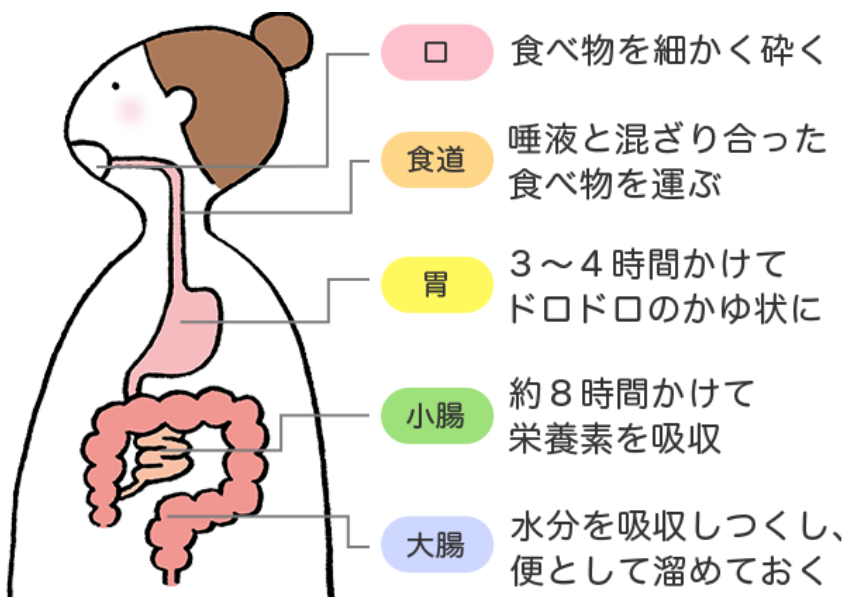 口
食べ物を細かく砕く
食道
唾液と混ざり合った
食べ物を運ぶ
胃
３〜４時間かけて
ドロドロのかゆ状に
小腸
約８時間かけて
栄養素を吸収
大腸
水分を吸収しつくし、
便として溜めておく